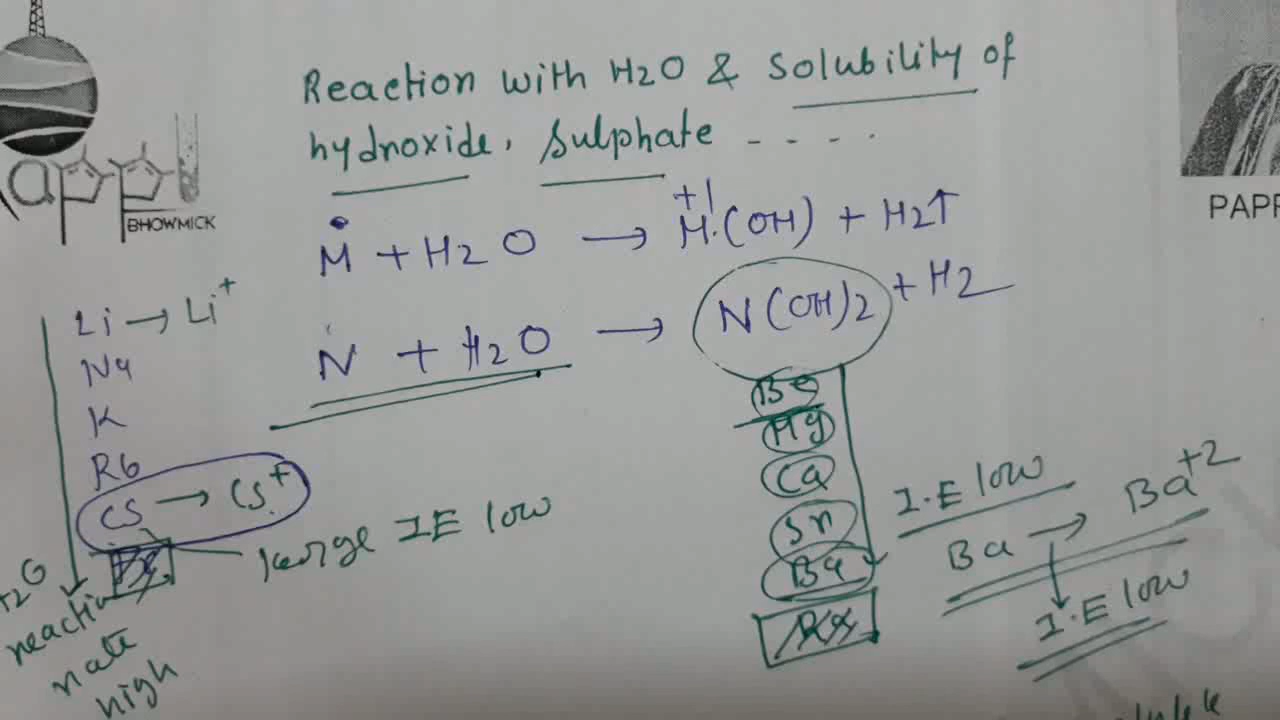 Reaction with H2O & Solubility of
hydroxide, Sulphate - - - .
M + H2O → M(OH) + H2↑
+1
N + H2O → N(OH)2 + H2
BHOWMICK
PAPP
Li → Li+
Na
K
Rb
Cs → Cs+
large IE low
reaction
rate
high
Be
Mg
Ca
Sr
Ba
I.E low
Ba → Ba+2
I.E low